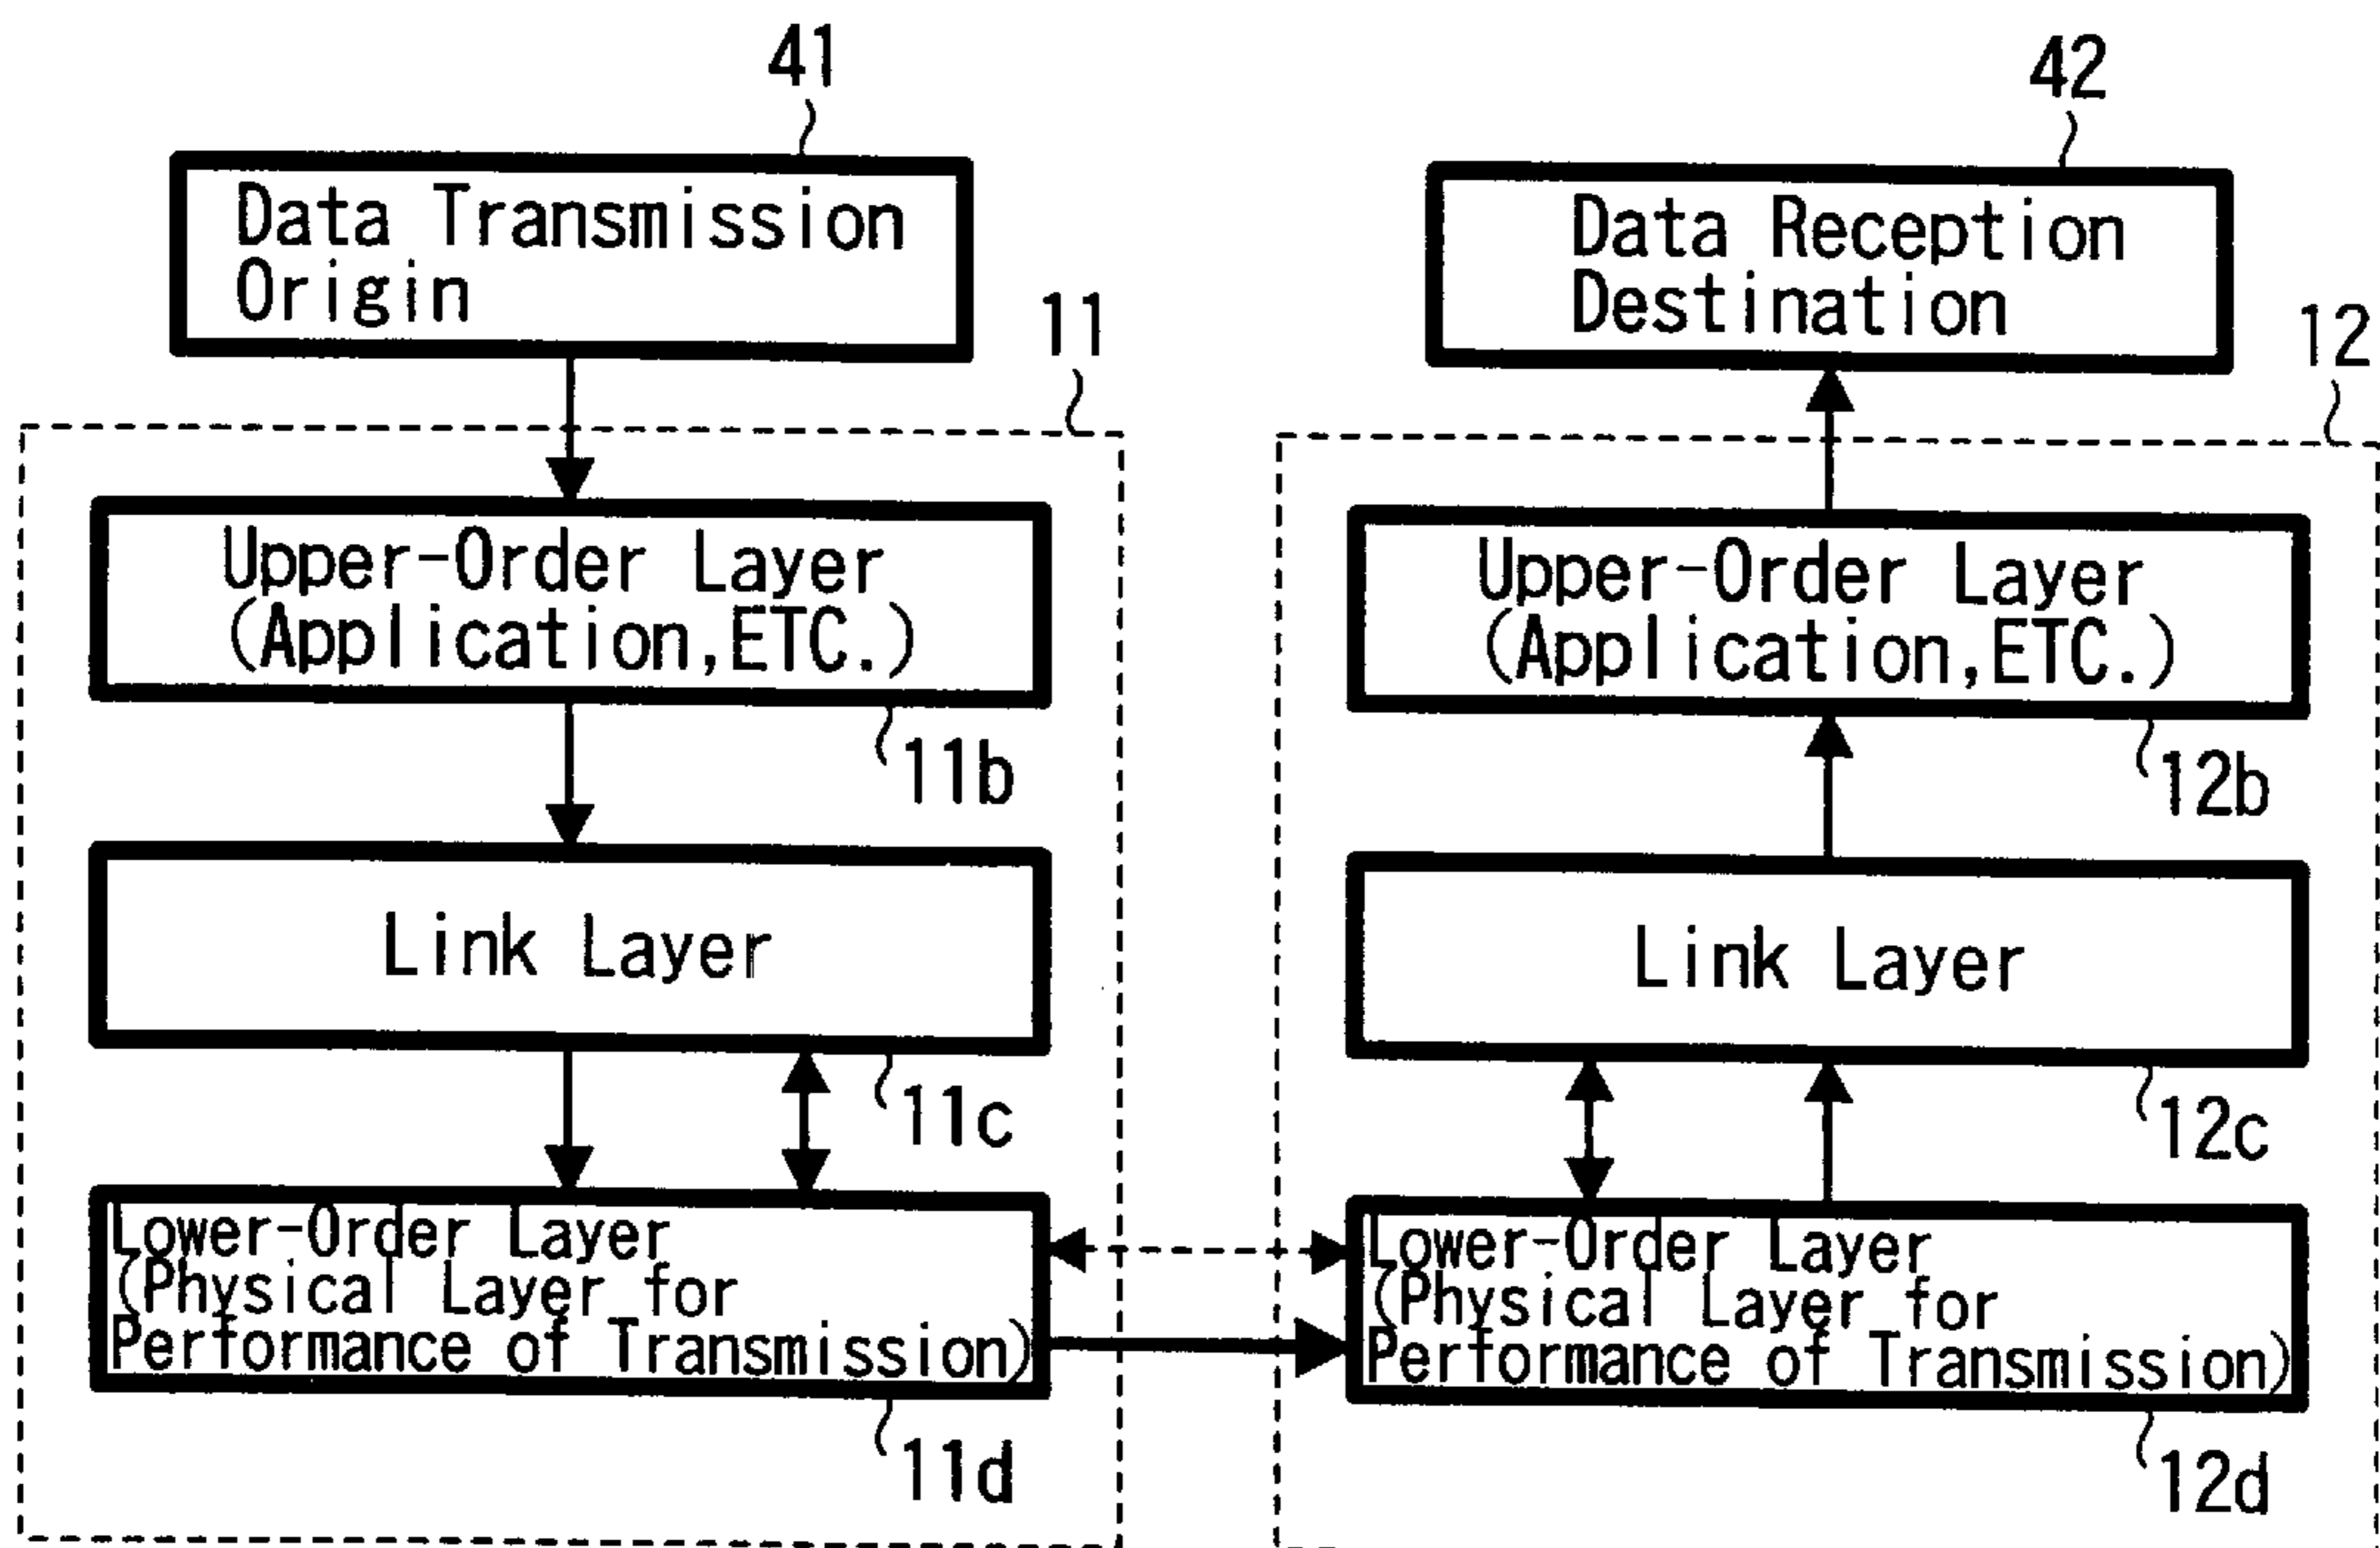 41
Data Transmission
Origin
11
Upper-Order Layer
(Application,ETC.)
11b
Link Layer
11c
Lower-Order Layer
(Physical Layer for
Performance of Transmission)
11d
42
Data Reception
Destination
12
Upper-Order Layer
(Application,ETC.)
12b
Link Layer
12c
Lower-Order Layer
(Physical Layer for
Performance of Transmission)
12d